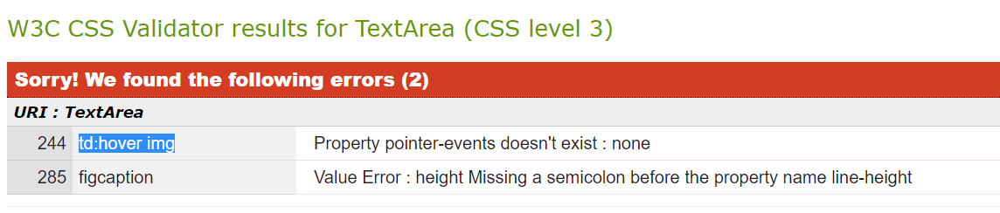 W3C CSS Validator results for TextArea (CSS level 3)
Sorry! We found the following errors (2)
URI : TextArea
244 td:hover img Property pointer-events doesn't exist : none
285 figcaption Value Error : height Missing a semicolon before the property name line-height